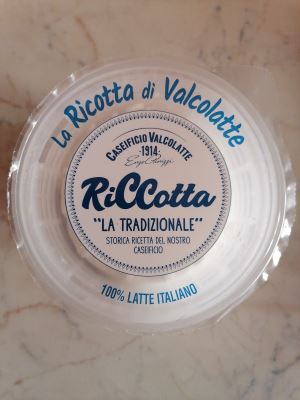 La Ricotta di Valcolatte
CASEIFICIO VALCOLATTE
1914
RiCCotta
"LA TRADIZIONALE"
STORICA RICETTA DEL NOSTRO
CASEIFICIO
100% LATTE ITALIANO